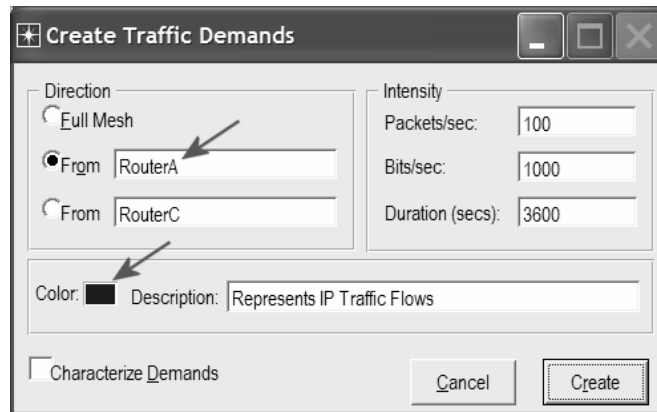 Create Traffic Demands
Direction
Full Mesh
From RouterA
From RouterC
Intensity
Packets/sec: 100
Bits/sec: 1000
Duration (secs): 3600
Color: Description: Represents IP Traffic Flows
Characterize Demands
Cancel Create